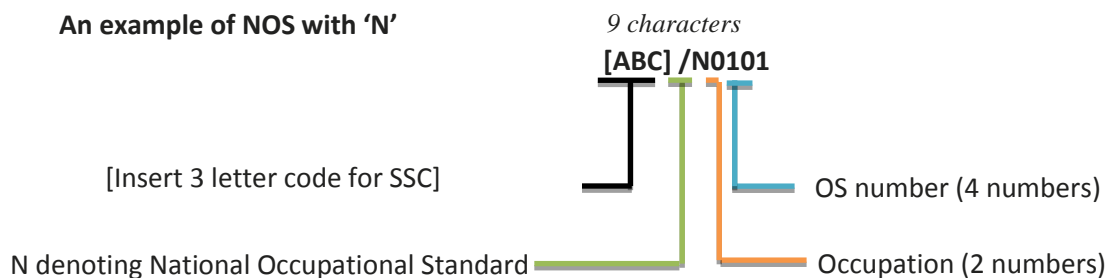 An example of NOS with ‘N’
9 characters
[ABC] /N0101
[Insert 3 letter code for SSC]
OS number (4 numbers)
N denoting National Occupational Standard
Occupation (2 numbers)